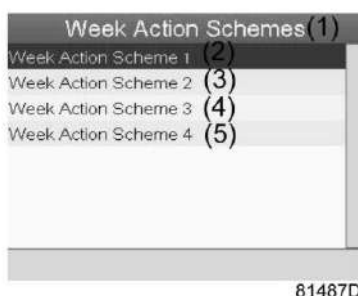 Week Action Schemes(1)
Week Action Scheme 1 (2)
Week Action Scheme 2 (3)
Week Action Scheme 3 (4)
Week Action Scheme 4 (5)
81487D